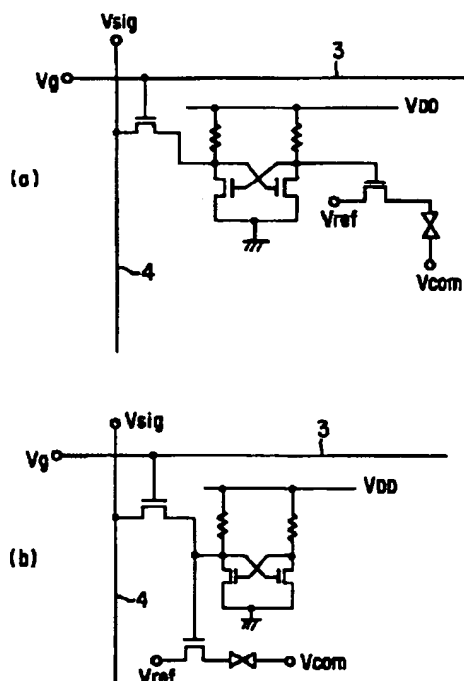 Vsig
Vg
3
VDD
(a)
Vref
4
Vcom
Vsig
Vg
3
VDD
(b)
4
Vref
Vcom